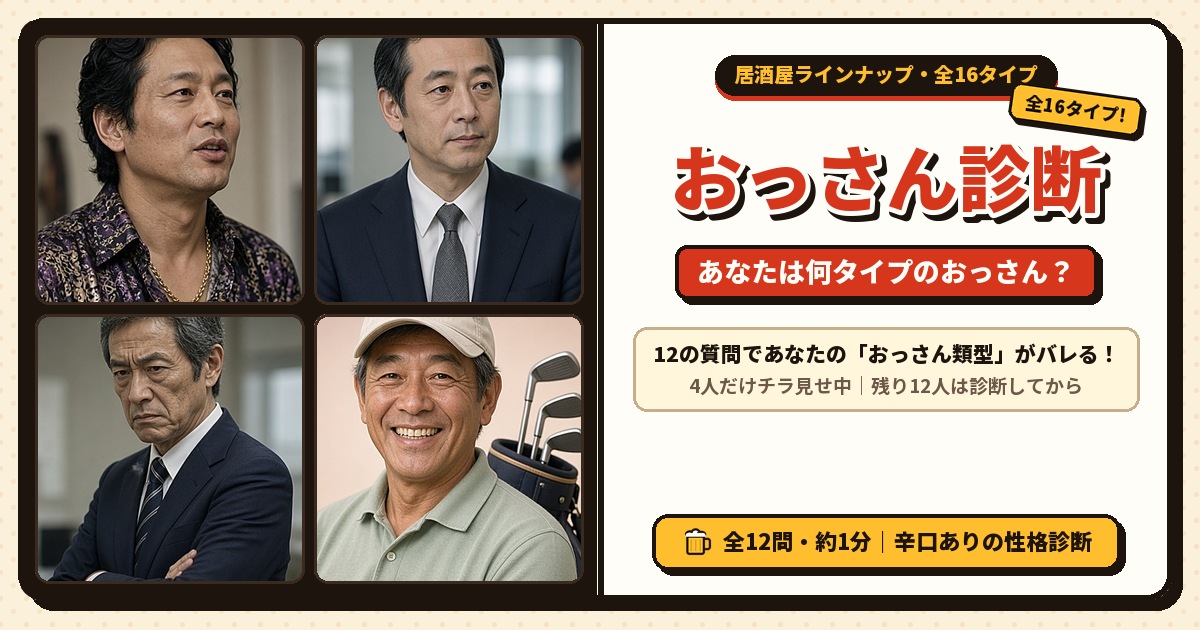 居酒屋ラインナップ・全16タイプ
全16タイプ!
おっさん診断
あなたは何タイプのおっさん？
12の質問であなたの「おっさん類型」がバレる！
4人だけチラ見せ中｜残り12人は診断してから
全12問・約1分｜辛口ありの性格診断